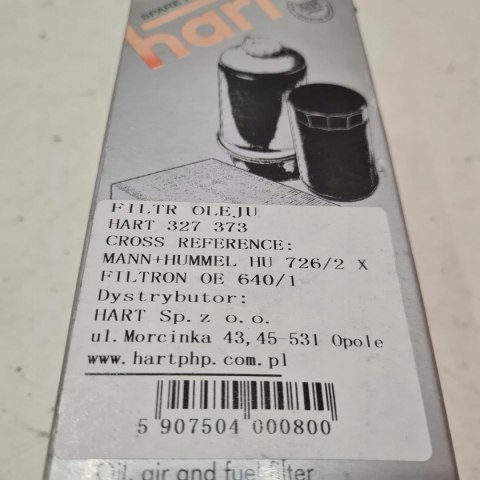 SPARE
hart
FILTR OLEJU
HART 327 373
CROSS REFERENCE:
MANN+HUMMEL HU 726/2 X
FILTRON OE 640/1
Dystrybutor:
HART Sp. z o.o.
ul. Morcinka 43, 45-531 Opole
www.hartphp.com.pl
5 907504 000800
Oil, air and fuel filter